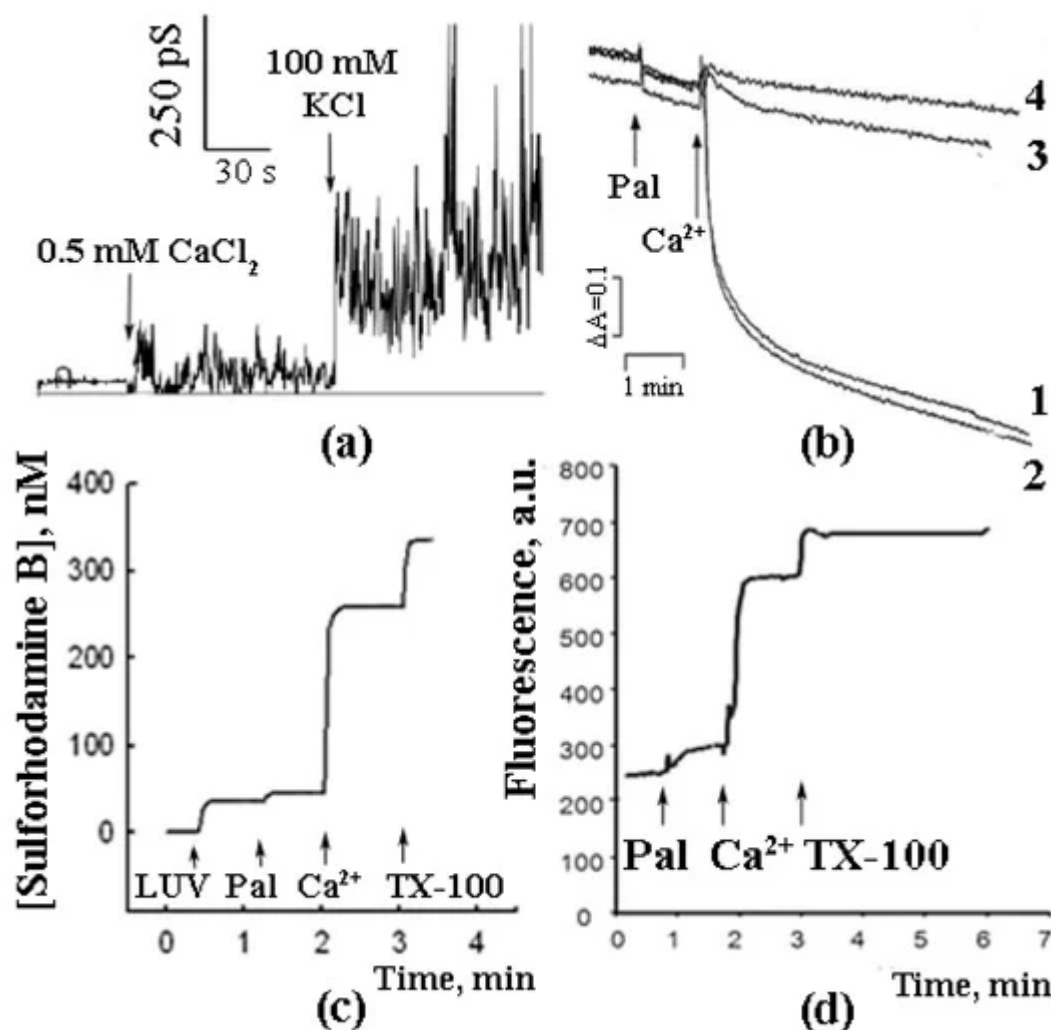 250 pS
30 s
100 mM
KCl
0.5 mM CaCl₂
(a)
Pal
Ca²⁺
ΔA=0.1
1 min
4
3
1
2
(b)
[Sulforhodamine B], nM
400
300
200
100
0
LUV Pal Ca²⁺ TX-100
0 1 2 3 4
Time, min
(c)
Fluorescence, a.u.
800
700
600
500
400
300
200
100
0
Pal Ca²⁺ TX-100
0 1 2 3 4 5 6 7
Time, min
(d)